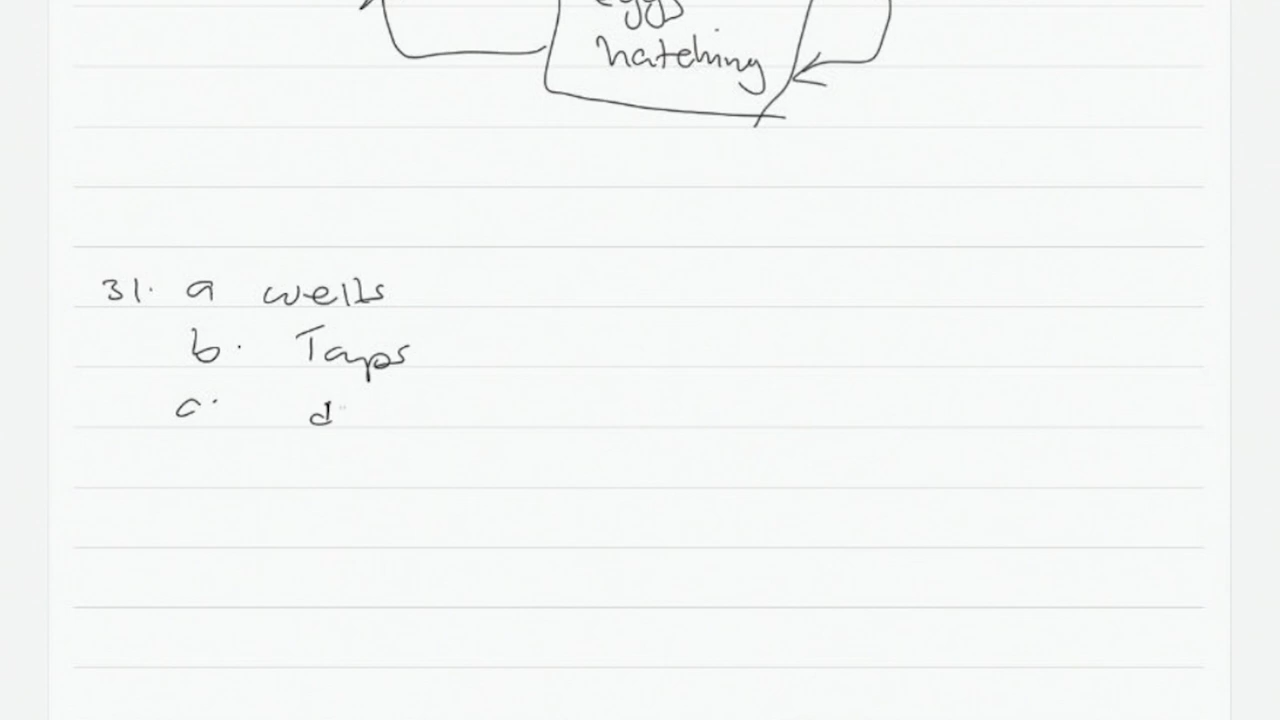 eggs
hatching
31. a wells
b. Taps
c. d